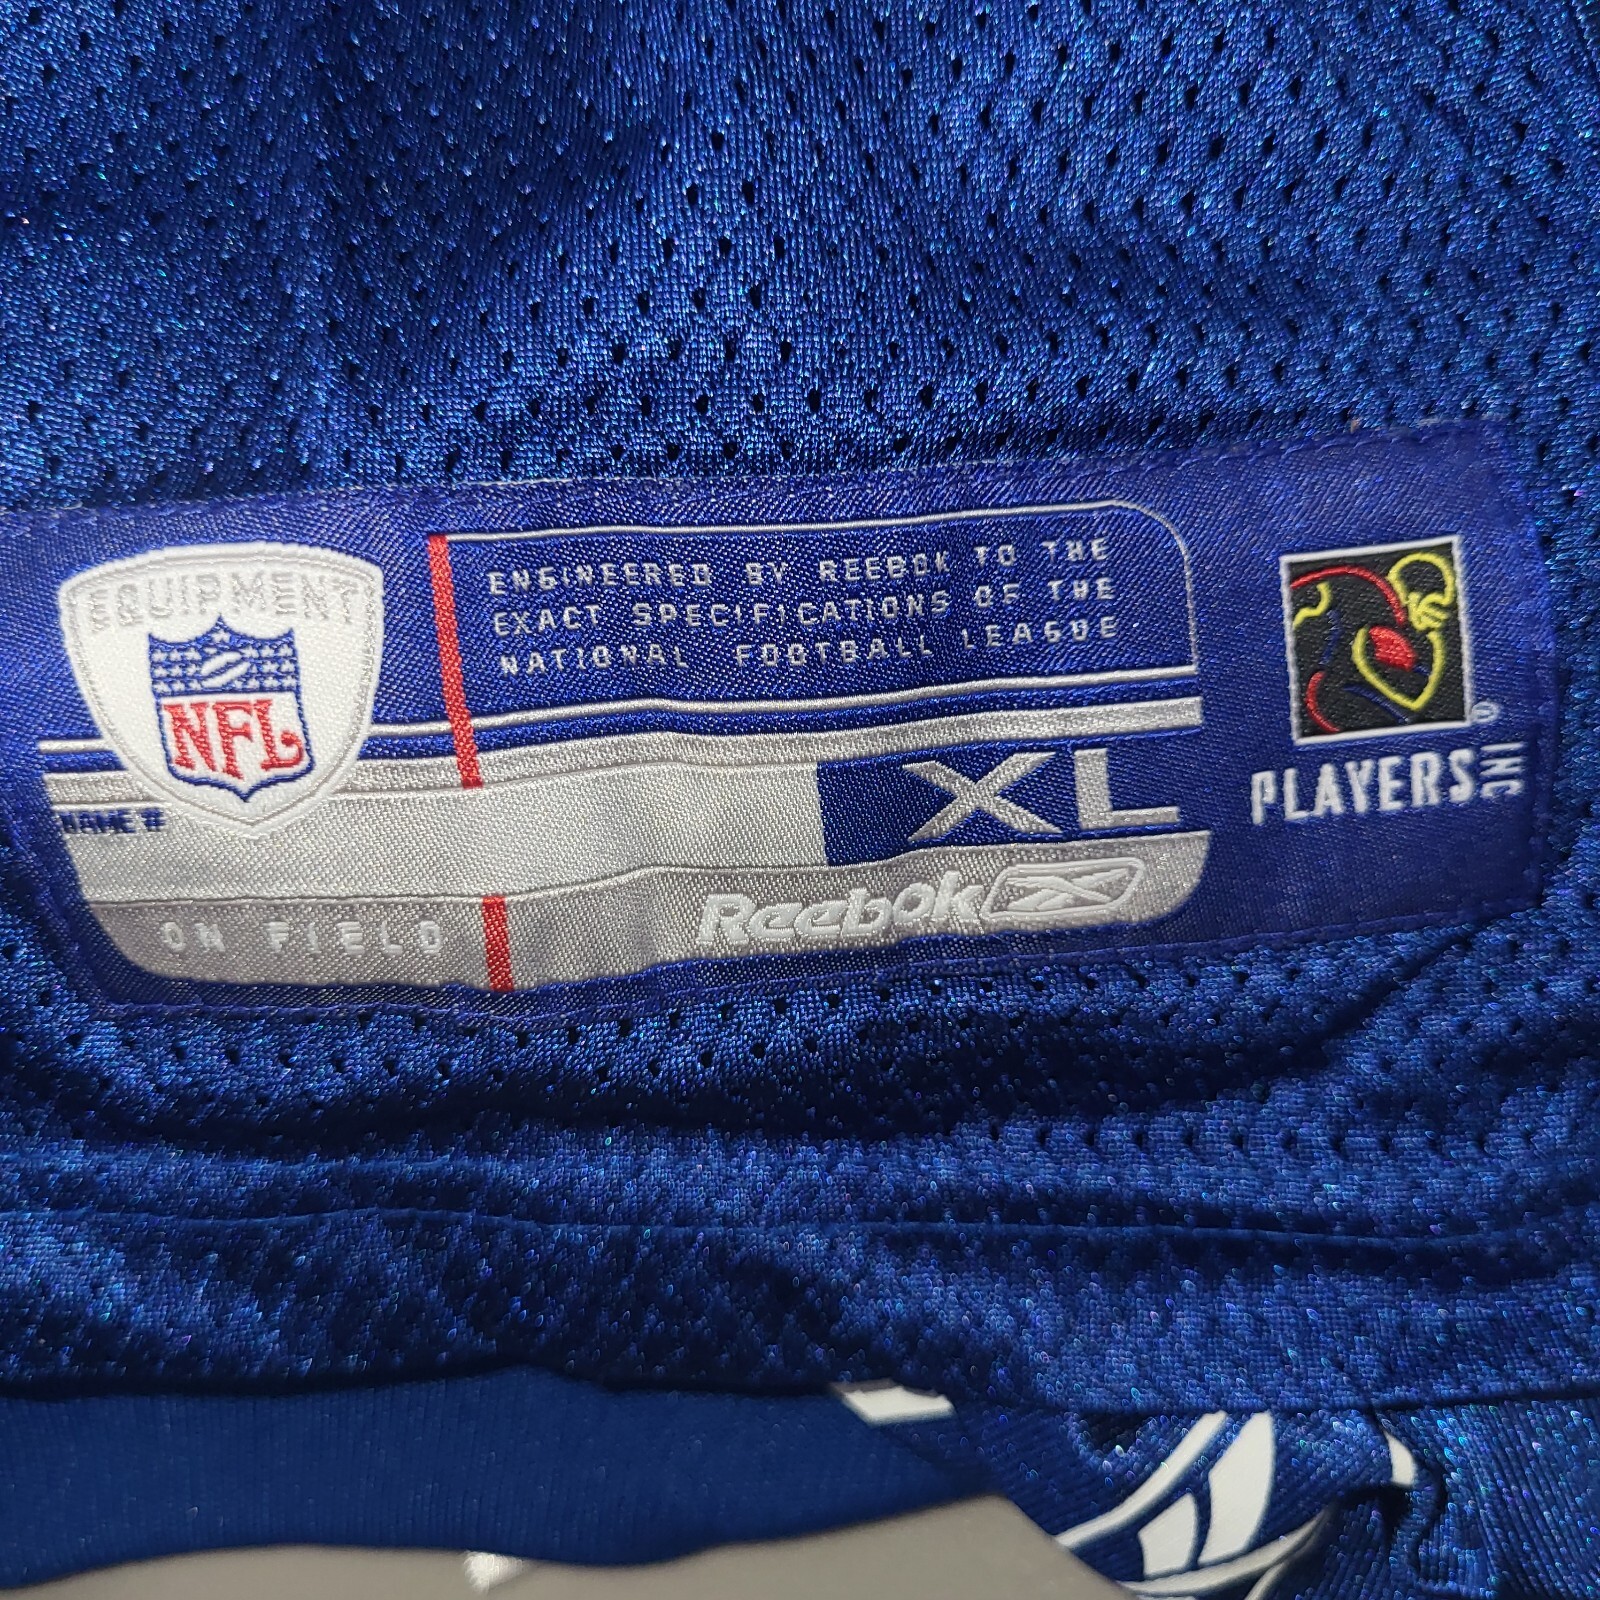 EQUIPMENT
NFL
ENGINEERED BY REEBOK TO THE
EXACT SPECIFICATIONS OF THE
NATIONAL FOOTBALL LEAGUE
NAME #
XL
ON FIELD
Reebok
®
PLAYERS INC